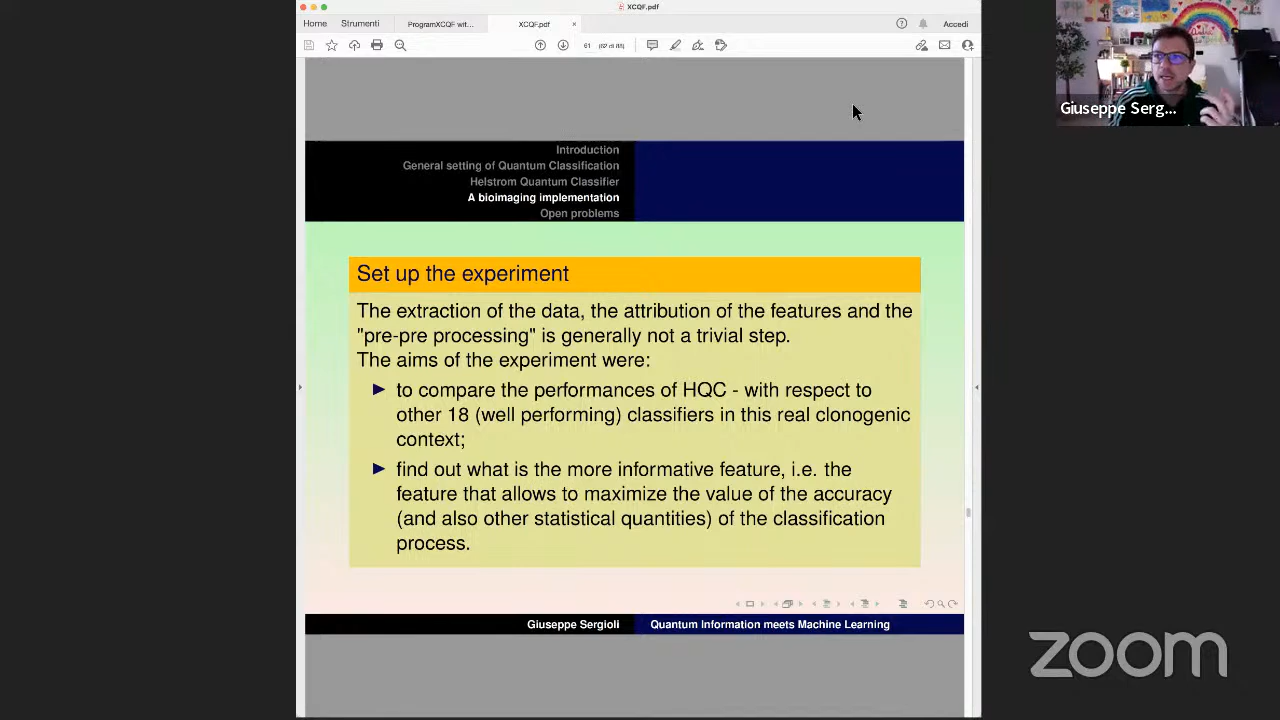 XCQF.pdf
Home Strumenti ProgramXCQF wit... XCQF.pdf × Accedi
61 (62 di 88)
Giuseppe Serg...
Introduction
General setting of Quantum Classification
Helstrom Quantum Classifier
A bioimaging implementation
Open problems
Set up the experiment
The extraction of the data, the attribution of the features and the
"pre-pre processing" is generally not a trivial step.
The aims of the experiment were:
to compare the performances of HQC - with respect to
other 18 (well performing) classifiers in this real clonogenic
context;
find out what is the more informative feature, i.e. the
feature that allows to maximize the value of the accuracy
(and also other statistical quantities) of the classification
process.
Giuseppe Sergioli Quantum Information meets Machine Learning
zoom